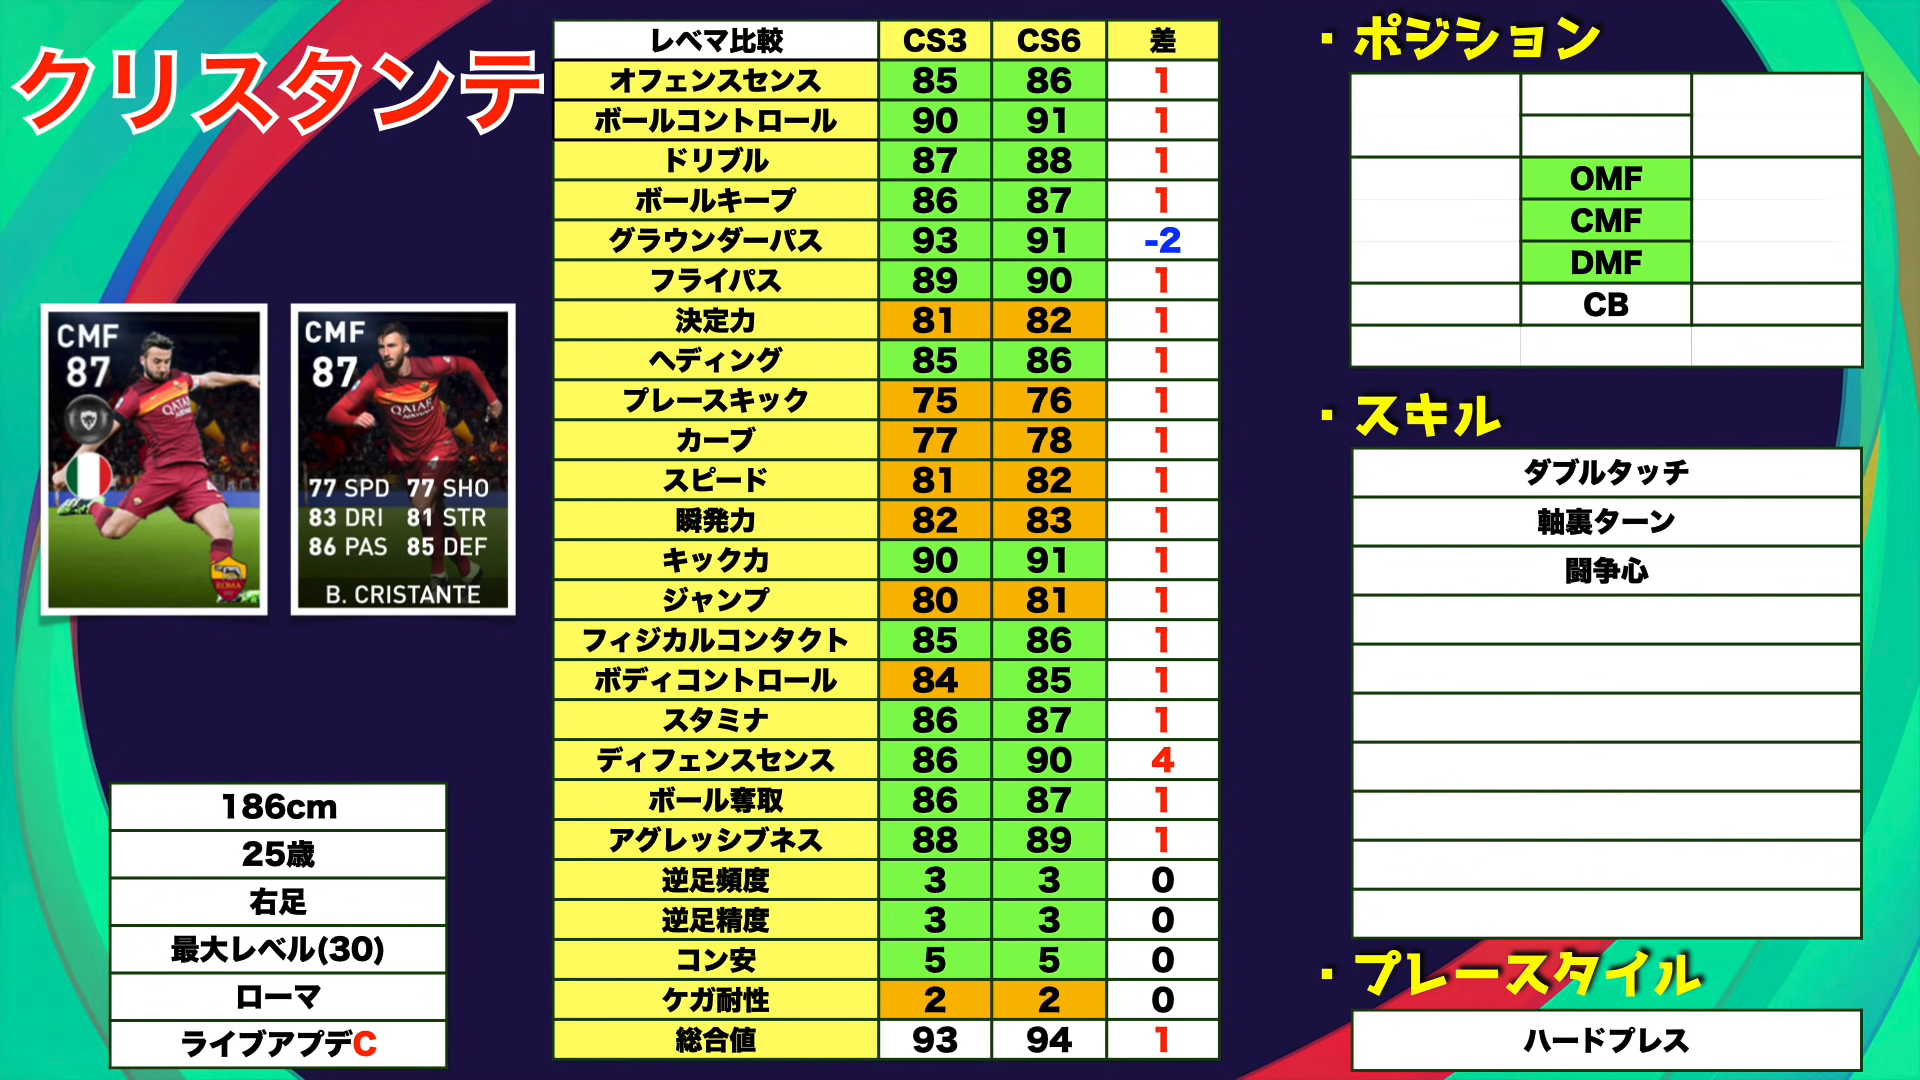 クリスタンテ
CMF
87
CMF
87
QATAR
QATAR
AIRWAYS
77 SPD 77 SHO
83 DRI 81 STR
86 PAS 85 DEF
B. CRISTANTE
ROMA
186cm
25歳
右足
最大レベル(30)
ローマ
ライブアプデC
レベマ比較 CS3 CS6 差
オフェンスセンス 85 86 1
ボールコントロール 90 91 1
ドリブル 87 88 1
ボールキープ 86 87 1
グラウンダーパス 93 91 -2
フライパス 89 90 1
決定力 81 82 1
ヘディング 85 86 1
プレースキック 75 76 1
カーブ 77 78 1
スピード 81 82 1
瞬発力 82 83 1
キック力 90 91 1
ジャンプ 80 81 1
フィジカルコンタクト 85 86 1
ボディコントロール 84 85 1
スタミナ 86 87 1
ディフェンスセンス 86 90 4
ボール奪取 86 87 1
アグレッシブネス 88 89 1
逆足頻度 3 3 0
逆足精度 3 3 0
コン安 5 5 0
ケガ耐性 2 2 0
総合値 93 94 1
・ポジション
OMF
CMF
DMF
CB
・スキル
ダブルタッチ
軸裏ターン
闘争心
・プレースタイル
ハードプレス